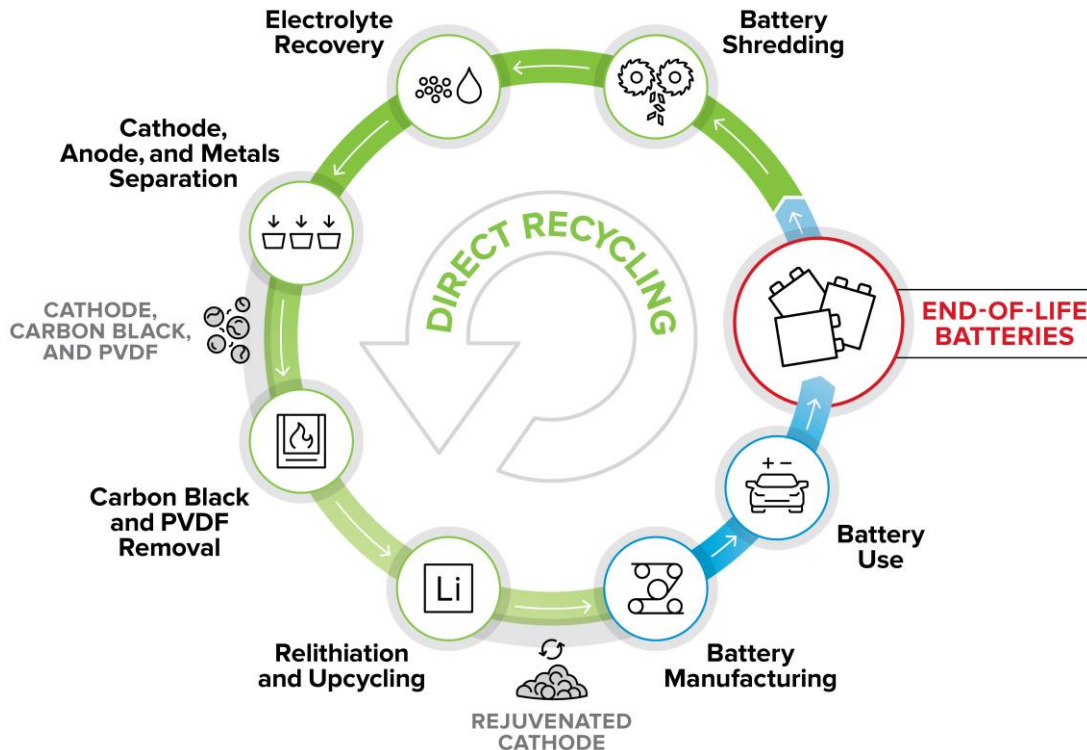 Electrolyte
Recovery
Battery
Shredding
Cathode,
Anode, and Metals
Separation
DIRECT RECYCLING
CATHODE,
CARBON BLACK,
AND PVDF
END-OF-LIFE
BATTERIES
+ −
Carbon Black
and PVDF
Removal
Battery
Use
Li
Relithiation
and Upcycling
Battery
Manufacturing
REJUVENATED
CATHODE